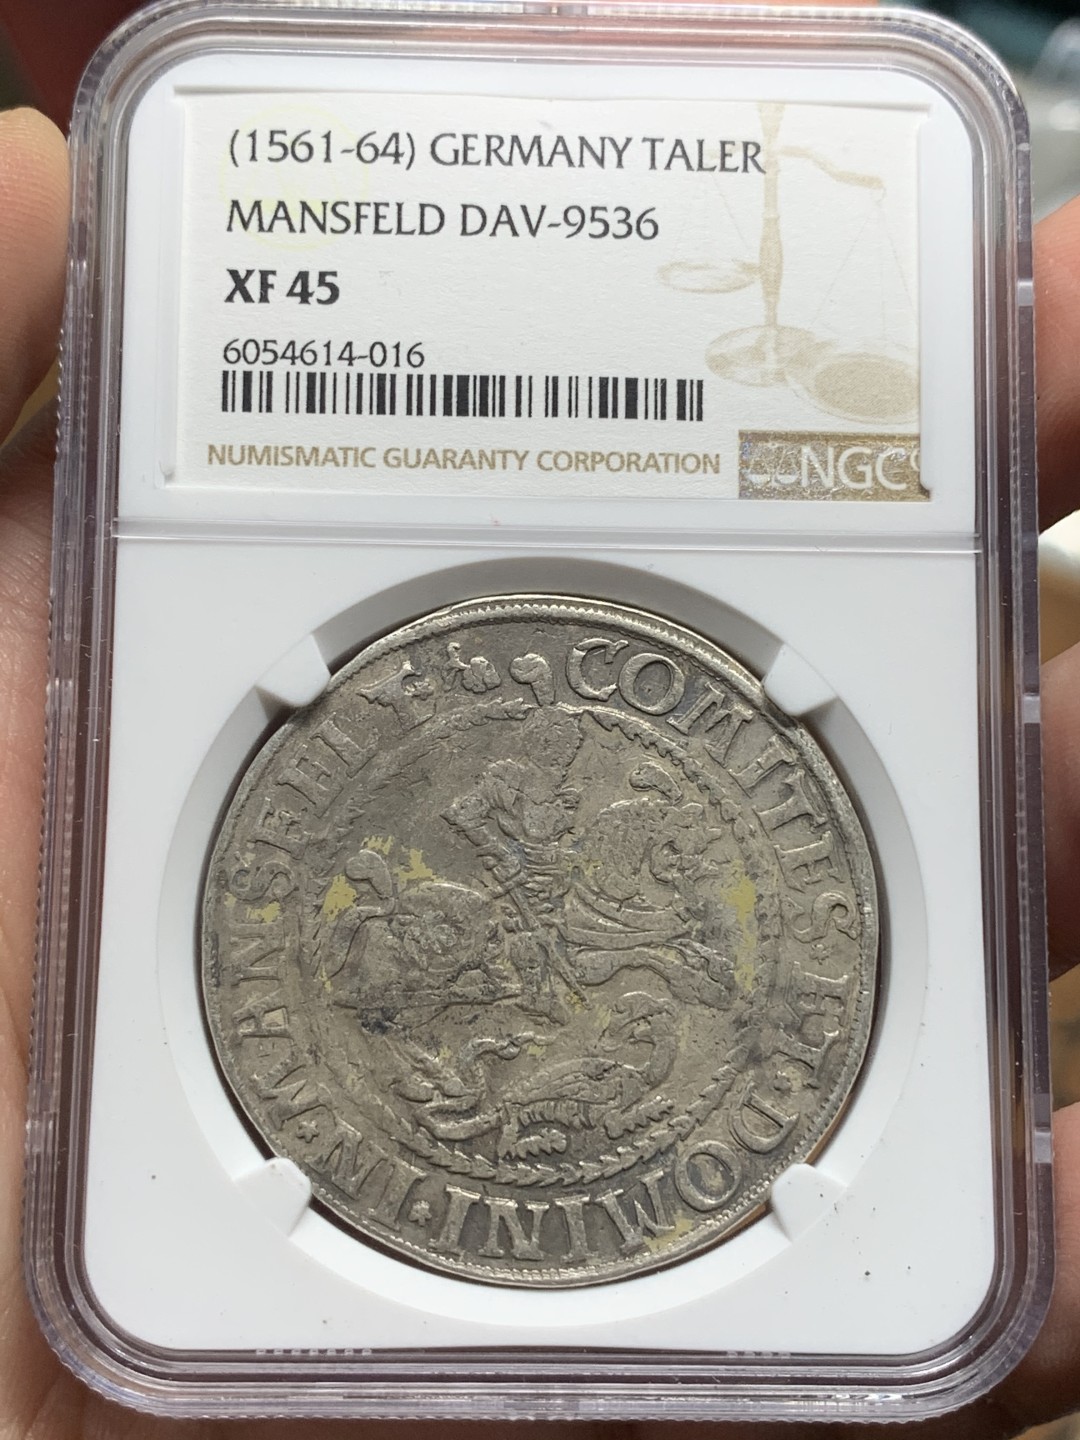 (1561-64) GERMANY TALER
MANSFELD DAV-9536
XF 45
6054614-016
NUMISMATIC GUARANTY CORPORATION
NGC
COMITES·ET·DOMINI·IN·MANSFELT